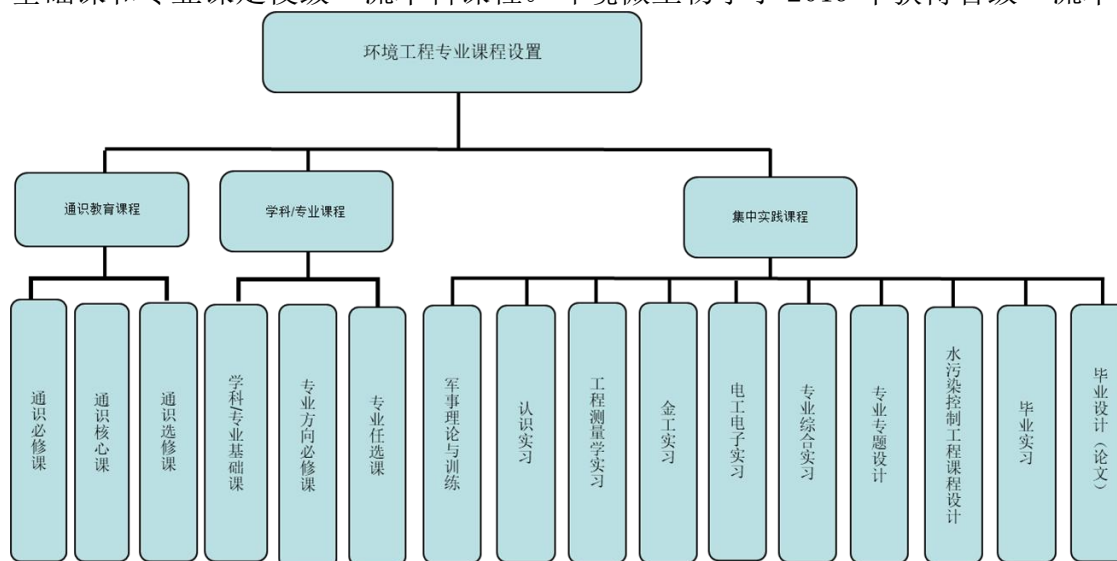 环境工程专业课程设置
通识教育课程
学科/专业课程
集中实践课程
通识必修课
通识核心课
通识选修课
学科/专业基础课
专业方向必修课
专业任选课
军事理论与训练
认识实习
工程测量学实习
金工实习
电工电子实习
专业综合实习
专业专题设计
水污染控制工程课程设计
毕业实习
毕业设计（论文）